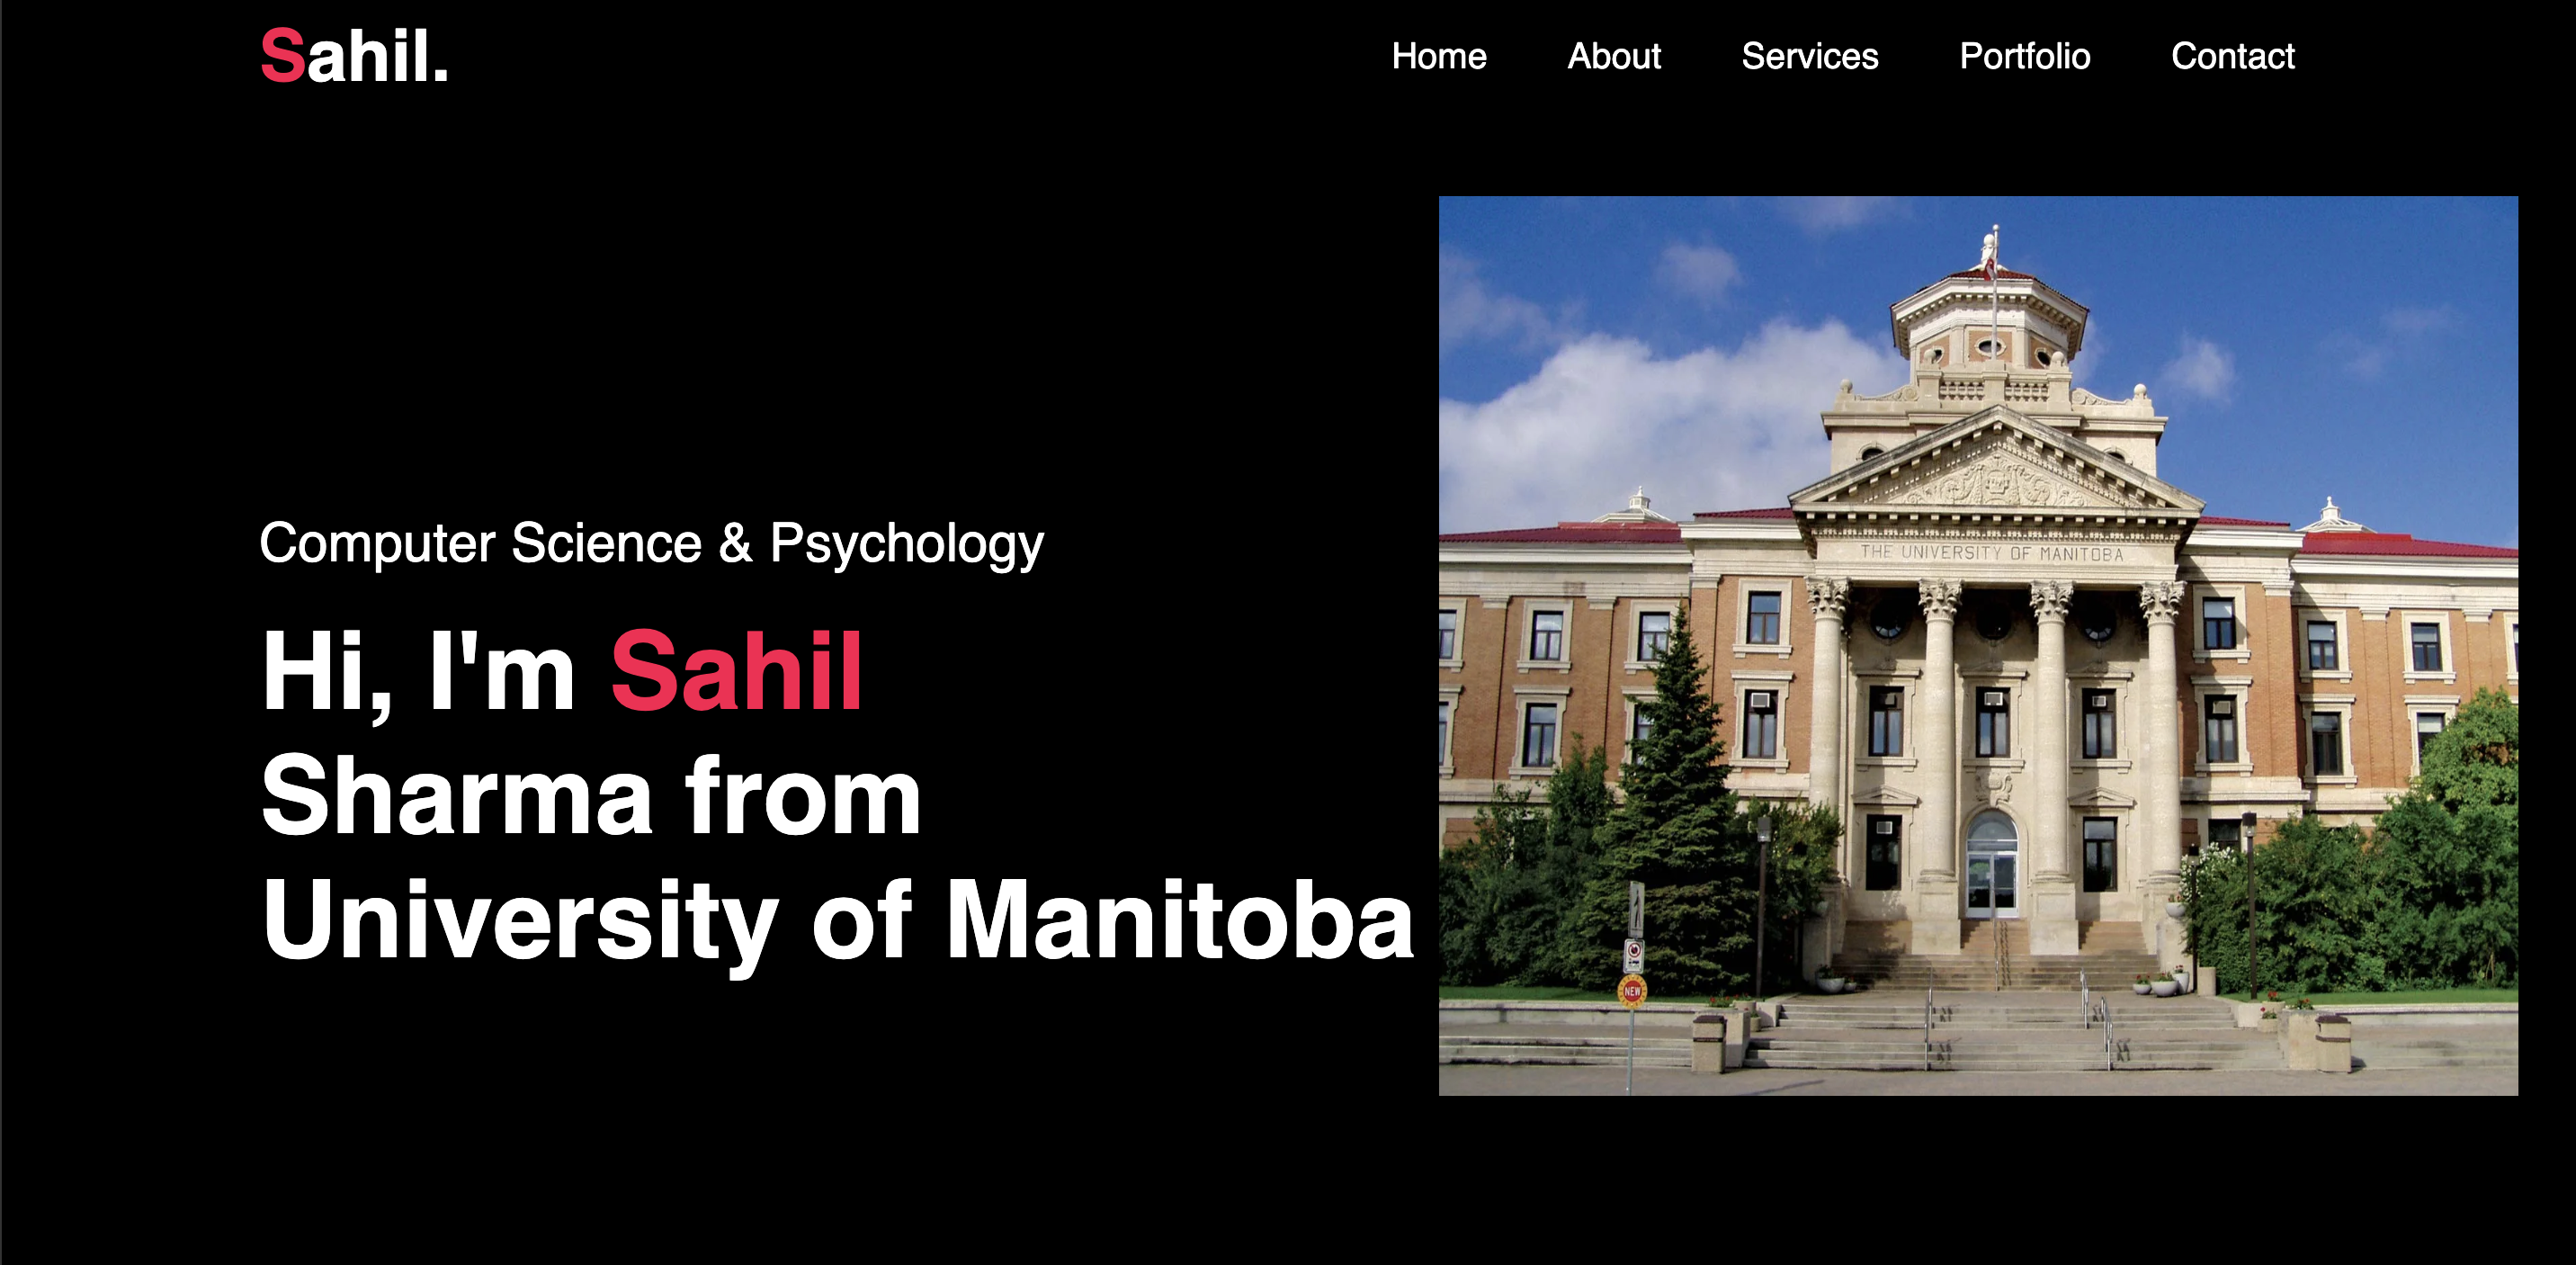 Sahil.
Home About Services Portfolio Contact
Computer Science & Psychology
Hi, I'm Sahil
Sharma from
University of Manitoba
THE UNIVERSITY OF MANITOBA
NEW